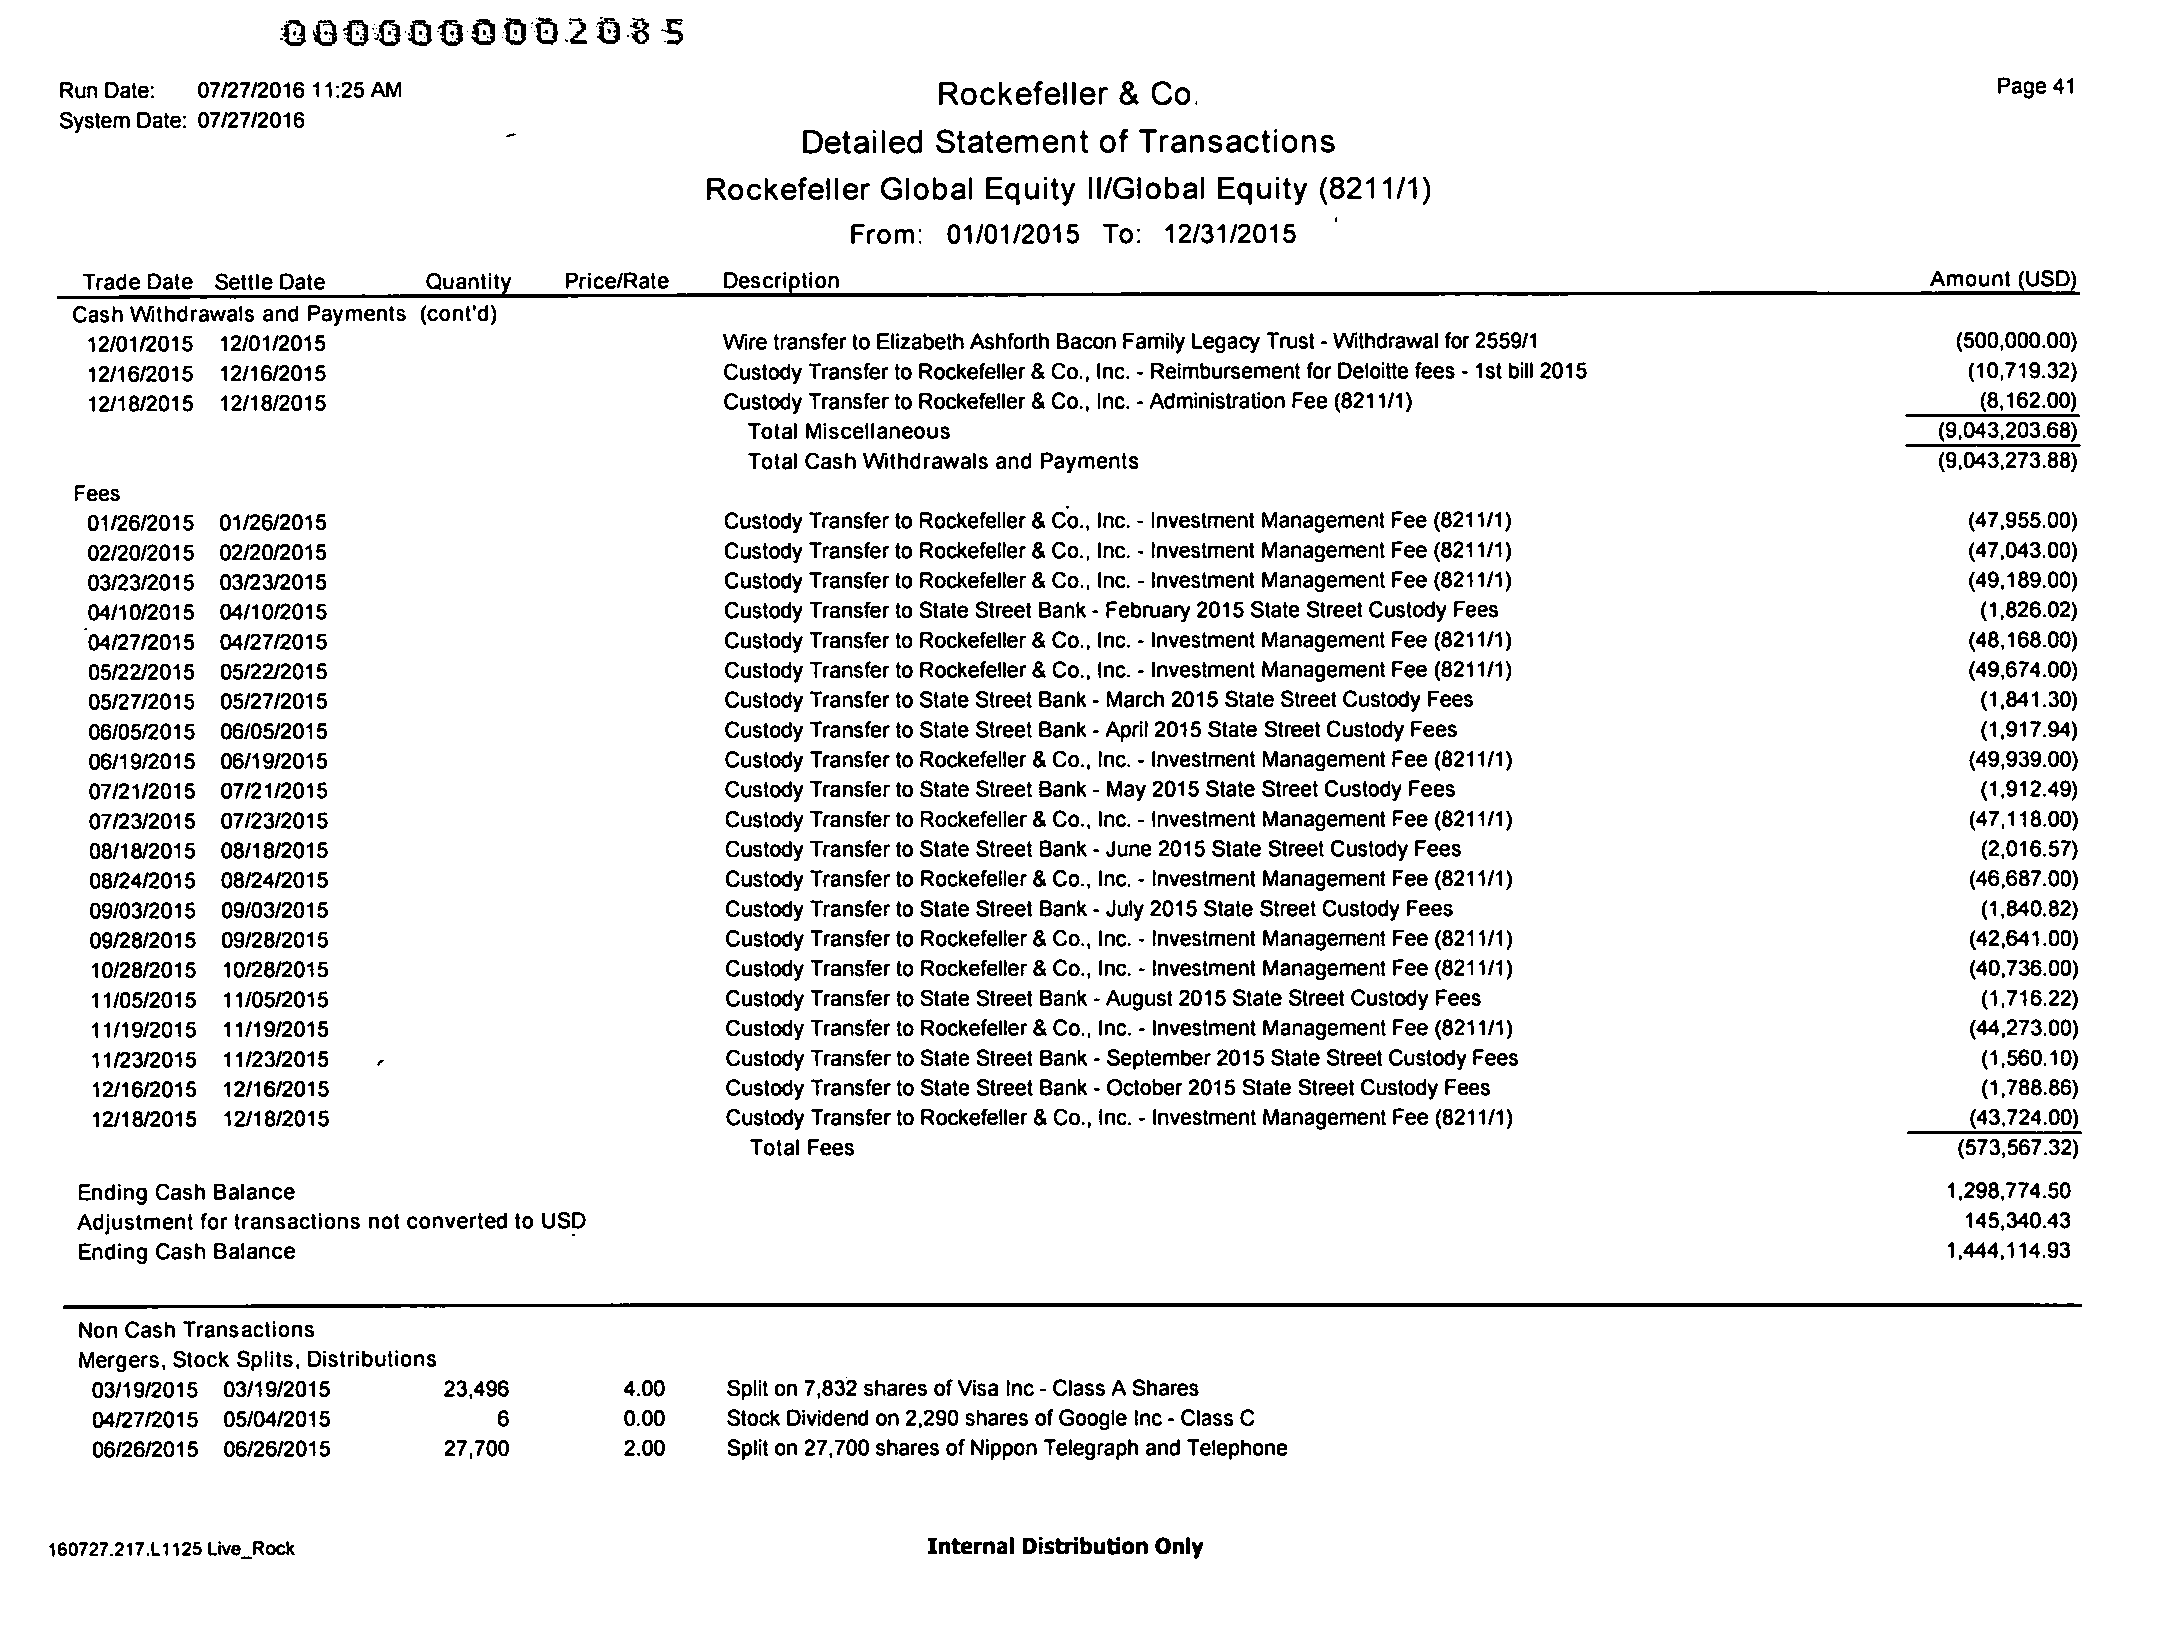 000000002085
Run Date: 07/27/2016 11:25 AM
Rockefeller & Co.
Page 41
System Date: 07/27/2016
Detailed Statement of Transactions
Rockefeller Global Equity II/Global Equity (8211/1)
From: 01/01/2015 To: 12/31/2015
Trade Date Settle Date Quantity Price/Rate Description Amount (USD)
Cash Withdrawals and Payments (cont'd)
12/01/2015 12/01/2015 Wire transfer to Elizabeth Ashforth Bacon Family Legacy Trust - Withdrawal for 2559/1 (500,000.00)
12/16/2015 12/16/2015 Custody Transfer to Rockefeller & Co., Inc. - Reimbursement for Deloitte fees - 1st bill 2015 (10,719.32)
12/18/2015 12/18/2015 Custody Transfer to Rockefeller & Co., Inc. - Administration Fee (8211/1) (8,162.00)
Total Miscellaneous (9,043,203.68)
Total Cash Withdrawals and Payments (9,043,273.88)
Fees
01/26/2015 01/26/2015 Custody Transfer to Rockefeller & Co., Inc. - Investment Management Fee (8211/1) (47,955.00)
02/20/2015 02/20/2015 Custody Transfer to Rockefeller & Co., Inc. - Investment Management Fee (8211/1) (47,043.00)
03/23/2015 03/23/2015 Custody Transfer to Rockefeller & Co., Inc. - Investment Management Fee (8211/1) (49,189.00)
04/10/2015 04/10/2015 Custody Transfer to State Street Bank - February 2015 State Street Custody Fees (1,826.02)
04/27/2015 04/27/2015 Custody Transfer to Rockefeller & Co., Inc. - Investment Management Fee (8211/1) (48,168.00)
05/22/2015 05/22/2015 Custody Transfer to Rockefeller & Co., Inc. - Investment Management Fee (8211/1) (49,674.00)
05/27/2015 05/27/2015 Custody Transfer to State Street Bank - March 2015 State Street Custody Fees (1,841.30)
06/05/2015 06/05/2015 Custody Transfer to State Street Bank - April 2015 State Street Custody Fees (1,917.94)
06/19/2015 06/19/2015 Custody Transfer to Rockefeller & Co., Inc. - Investment Management Fee (8211/1) (49,939.00)
07/21/2015 07/21/2015 Custody Transfer to State Street Bank - May 2015 State Street Custody Fees (1,912.49)
07/23/2015 07/23/2015 Custody Transfer to Rockefeller & Co., Inc. - Investment Management Fee (8211/1) (47,118.00)
08/18/2015 08/18/2015 Custody Transfer to State Street Bank - June 2015 State Street Custody Fees (2,016.57)
08/24/2015 08/24/2015 Custody Transfer to Rockefeller & Co., Inc. - Investment Management Fee (8211/1) (46,687.00)
09/03/2015 09/03/2015 Custody Transfer to State Street Bank - July 2015 State Street Custody Fees (1,840.82)
09/28/2015 09/28/2015 Custody Transfer to Rockefeller & Co., Inc. - Investment Management Fee (8211/1) (42,641.00)
10/28/2015 10/28/2015 Custody Transfer to Rockefeller & Co., Inc. - Investment Management Fee (8211/1) (40,736.00)
11/05/2015 11/05/2015 Custody Transfer to State Street Bank - August 2015 State Street Custody Fees (1,716.22)
11/19/2015 11/19/2015 Custody Transfer to Rockefeller & Co., Inc. - Investment Management Fee (8211/1) (44,273.00)
11/23/2015 11/23/2015 Custody Transfer to State Street Bank - September 2015 State Street Custody Fees (1,560.10)
12/16/2015 12/16/2015 Custody Transfer to State Street Bank - October 2015 State Street Custody Fees (1,788.86)
12/18/2015 12/18/2015 Custody Transfer to Rockefeller & Co., Inc. - Investment Management Fee (8211/1) (43,724.00)
Total Fees (573,567.32)
Ending Cash Balance 1,298,774.50
Adjustment for transactions not converted to USD 145,340.43
Ending Cash Balance 1,444,114.93
Non Cash Transactions
Mergers, Stock Splits, Distributions
03/19/2015 03/19/2015 23,496 4.00 Split on 7,832 shares of Visa Inc - Class A Shares
04/27/2015 05/04/2015 6 0.00 Stock Dividend on 2,290 shares of Google Inc - Class C
06/26/2015 06/26/2015 27,700 2.00 Split on 27,700 shares of Nippon Telegraph and Telephone
160727.217.L1125 Live_Rock
Internal Distribution Only